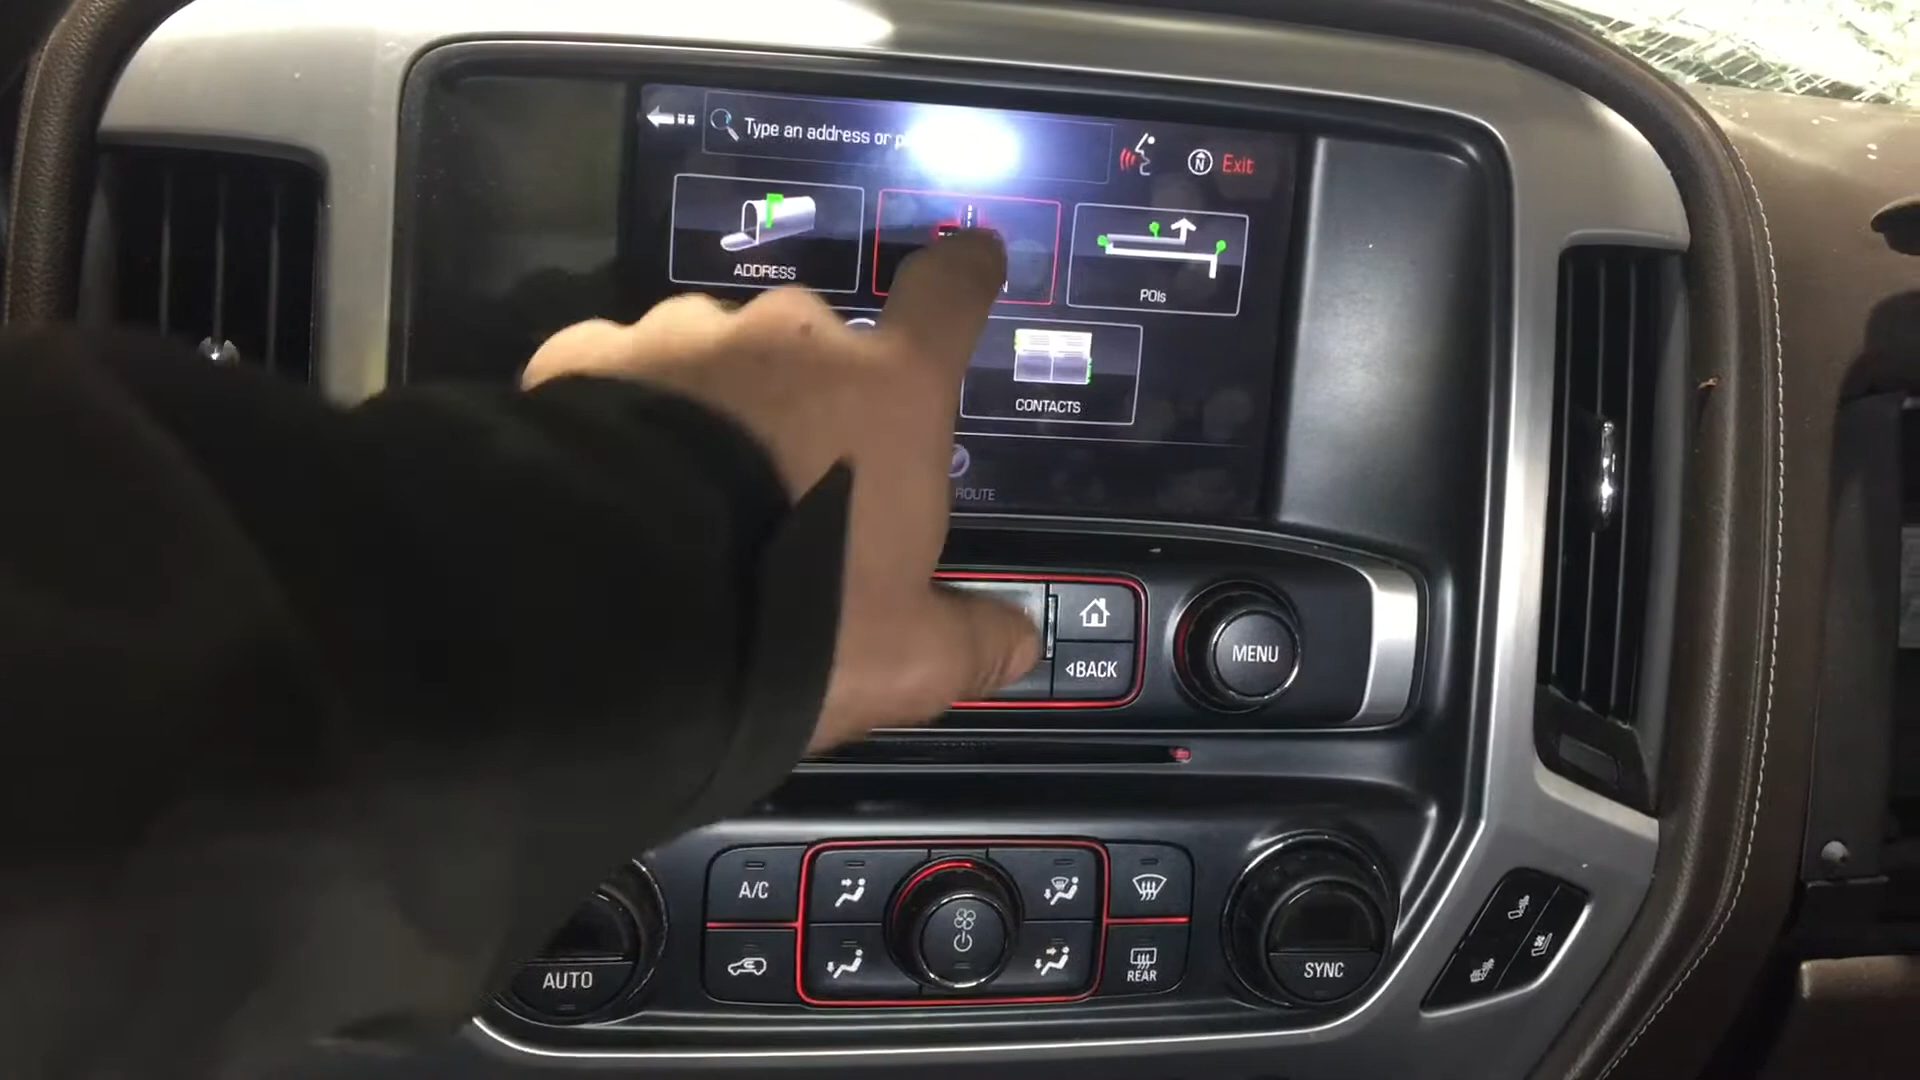 Type an address or
Exit
ADDRESS
POIs
CONTACTS
ROUTE
BACK
MENU
A/C
AUTO
REAR
SYNC